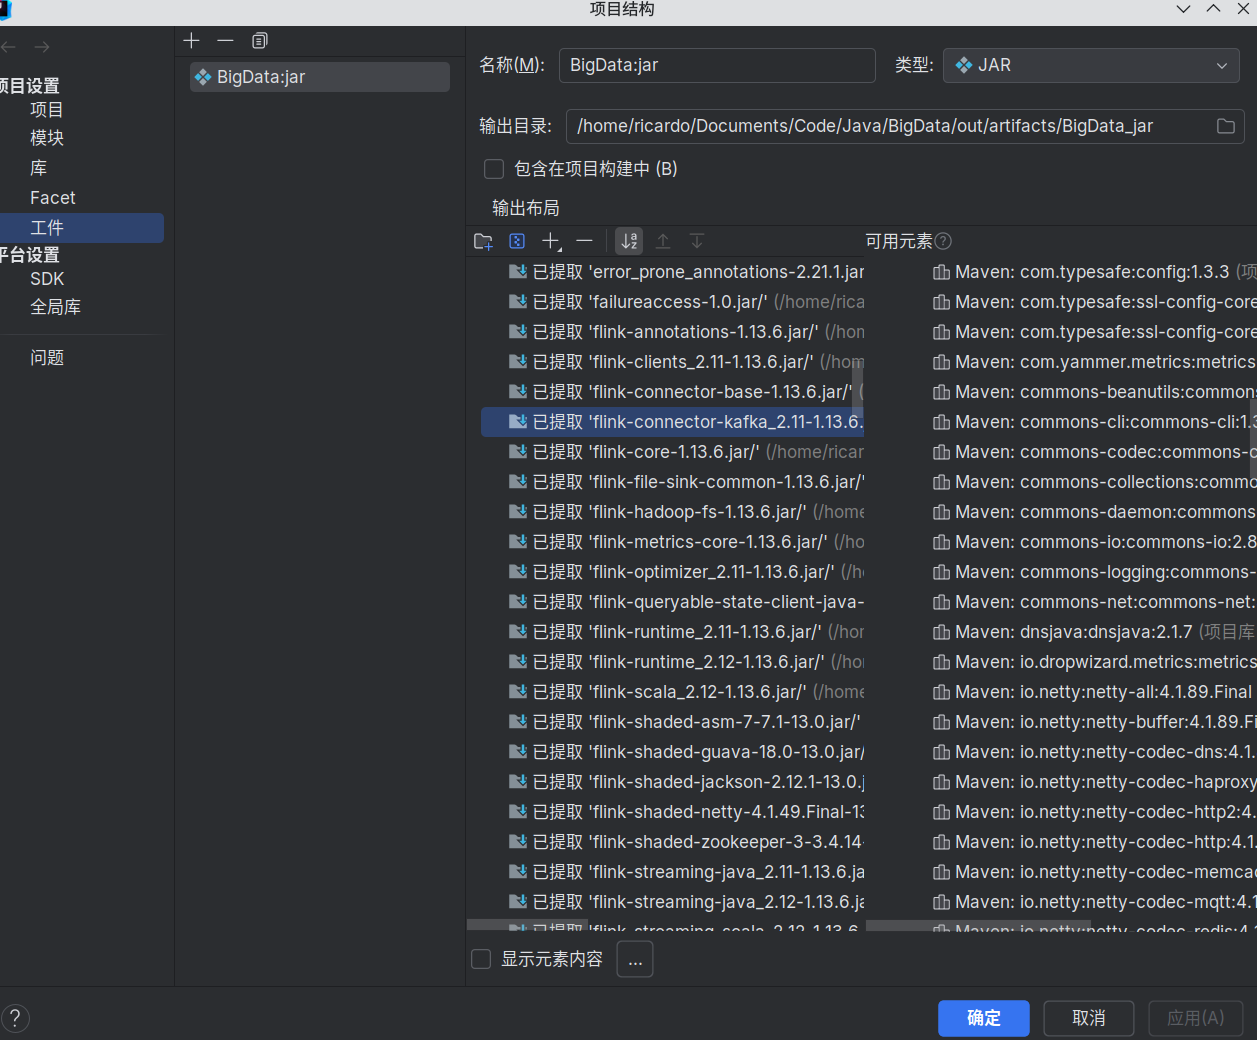 项目结构
项目设置
项目
模块
库
Facet
工件
平台设置
SDK
全局库
问题
BigData:jar
名称(M):
BigData:jar
类型:
JAR
输出目录:
/home/ricardo/Documents/Code/Java/BigData/out/artifacts/BigData_jar
包含在项目构建中 (B)
输出布局
可用元素
?
已提取 'error_prone_annotations-2.21.1.jar
已提取 'failureaccess-1.0.jar/' (/home/rica
已提取 'flink-annotations-1.13.6.jar/' (/hom
已提取 'flink-clients_2.11-1.13.6.jar/' (/hom
已提取 'flink-connector-base-1.13.6.jar/' (
已提取 'flink-connector-kafka_2.11-1.13.6.
已提取 'flink-core-1.13.6.jar/' (/home/ricar
已提取 'flink-file-sink-common-1.13.6.jar/'
已提取 'flink-hadoop-fs-1.13.6.jar/' (/home
已提取 'flink-metrics-core-1.13.6.jar/' (/ho
已提取 'flink-optimizer_2.11-1.13.6.jar/' (/h
已提取 'flink-queryable-state-client-java-
已提取 'flink-runtime_2.11-1.13.6.jar/' (/hom
已提取 'flink-runtime_2.12-1.13.6.jar/' (/hom
已提取 'flink-scala_2.12-1.13.6.jar/' (/home
已提取 'flink-shaded-asm-7-7.1-13.0.jar/'
已提取 'flink-shaded-guava-18.0-13.0.jar/
已提取 'flink-shaded-jackson-2.12.1-13.0.j
已提取 'flink-shaded-netty-4.1.49.Final-13
已提取 'flink-shaded-zookeeper-3-3.4.14-
已提取 'flink-streaming-java_2.11-1.13.6.ja
已提取 'flink-streaming-java_2.12-1.13.6.ja
已提取 'flink-streaming-scala_2.12-1.13.6
Maven: com.typesafe:config:1.3.3 (项
Maven: com.typesafe:ssl-config-core
Maven: com.typesafe:ssl-config-core
Maven: com.yammer.metrics:metrics
Maven: commons-beanutils:commons
Maven: commons-cli:commons-cli:1.3
Maven: commons-codec:commons-c
Maven: commons-collections:commo
Maven: commons-daemon:commons
Maven: commons-io:commons-io:2.8
Maven: commons-logging:commons-
Maven: commons-net:commons-net:
Maven: dnsjava:dnsjava:2.1.7 (项目库
Maven: io.dropwizard.metrics:metrics
Maven: io.netty:netty-all:4.1.89.Final
Maven: io.netty:netty-buffer:4.1.89.Fi
Maven: io.netty:netty-codec-dns:4.1.
Maven: io.netty:netty-codec-haproxy
Maven: io.netty:netty-codec-http2:4.
Maven: io.netty:netty-codec-http:4.1.
Maven: io.netty:netty-codec-memcac
Maven: io.netty:netty-codec-mqtt:4.1
Maven: io.netty:netty-codec-redis:4.1
显示元素内容
...
?
确定
取消
应用(A)